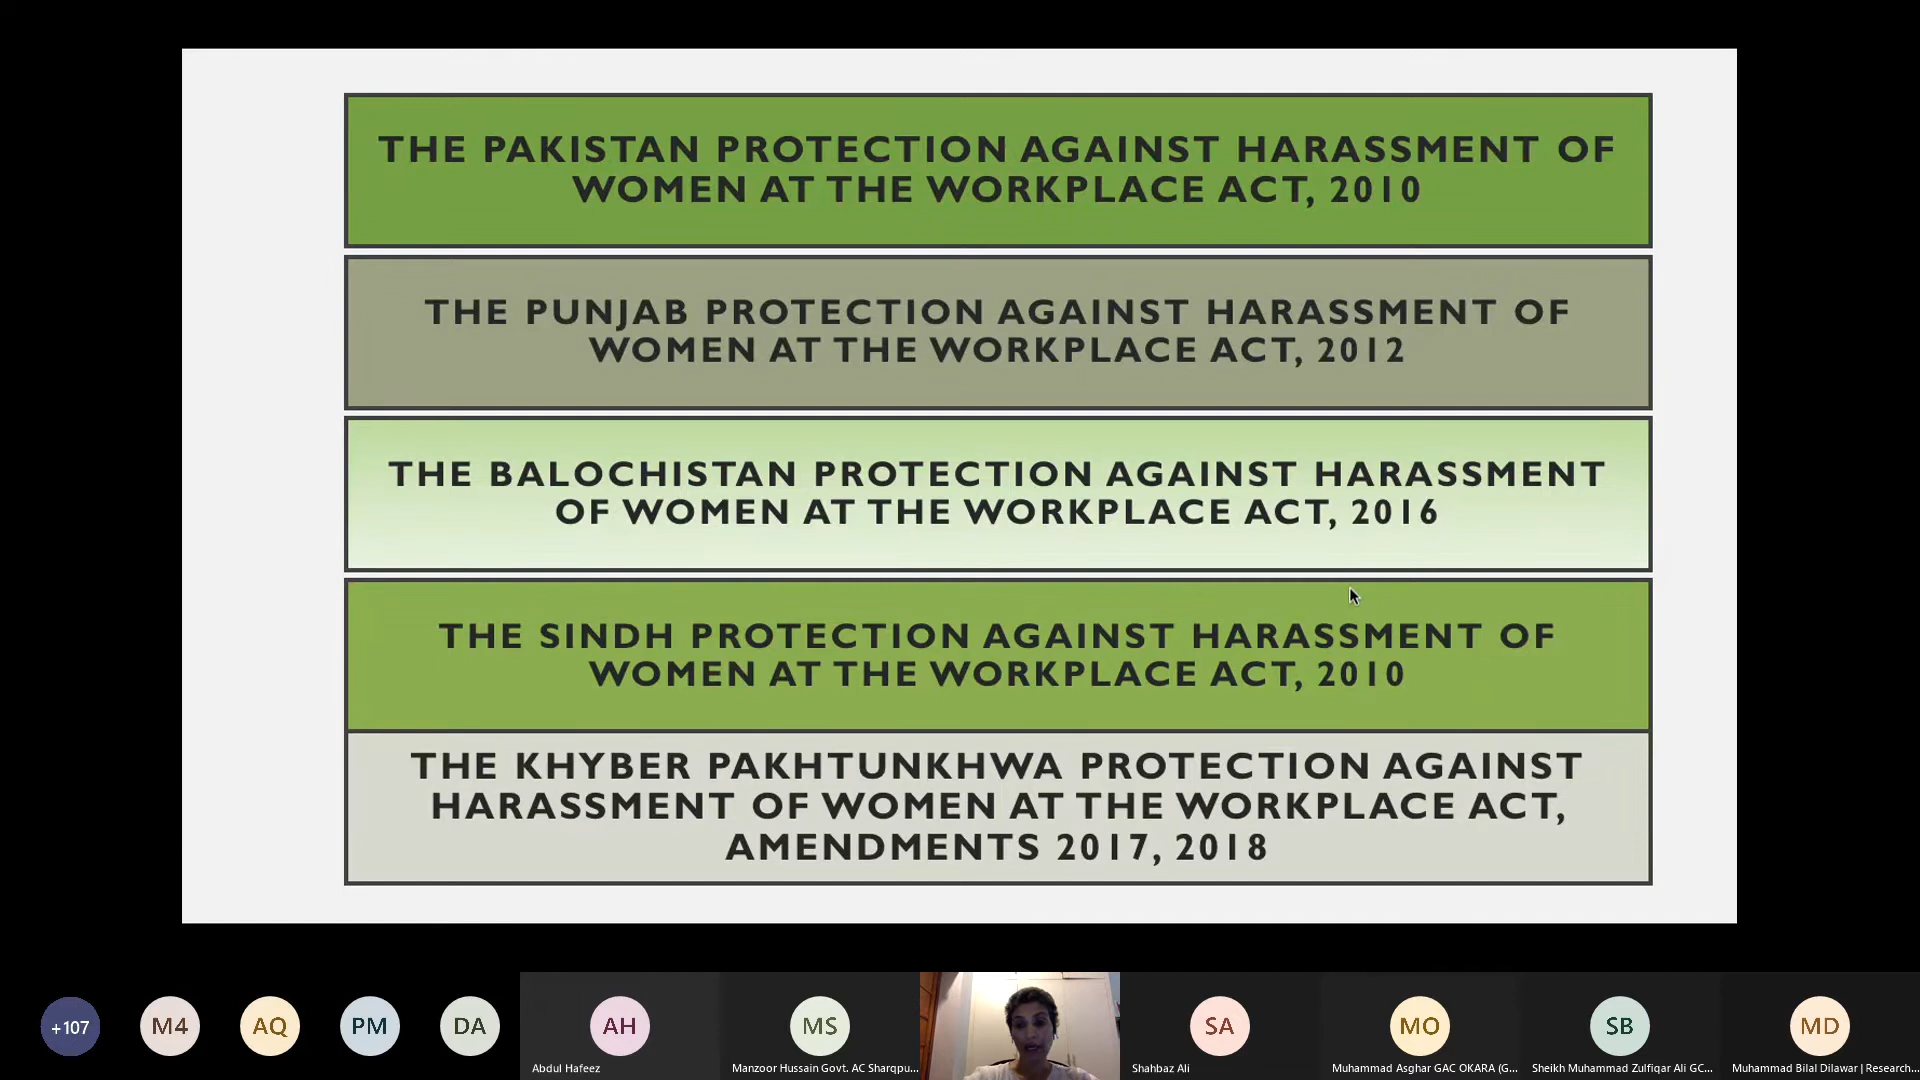 THE PAKISTAN PROTECTION AGAINST HARASSMENT OF
WOMEN AT THE WORKPLACE ACT, 2010
THE PUNJAB PROTECTION AGAINST HARASSMENT OF
WOMEN AT THE WORKPLACE ACT, 2012
THE BALOCHISTAN PROTECTION AGAINST HARASSMENT
OF WOMEN AT THE WORKPLACE ACT, 2016
THE SINDH PROTECTION AGAINST HARASSMENT OF
WOMEN AT THE WORKPLACE ACT, 2010
THE KHYBER PAKHTUNKHWA PROTECTION AGAINST
HARASSMENT OF WOMEN AT THE WORKPLACE ACT,
AMENDMENTS 2017, 2018
+107
M4
AQ
PM
DA
AH
MS
SA
MO
SB
MD
Abdul Hafeez
Manzoor Hussain Govt. AC Sharqpu...
Shahbaz Ali
Muhammad Asghar GAC OKARA (G...
Sheikh Muhammad Zulfiqar Ali GC...
Muhammad Bilal Dilawar | Research...